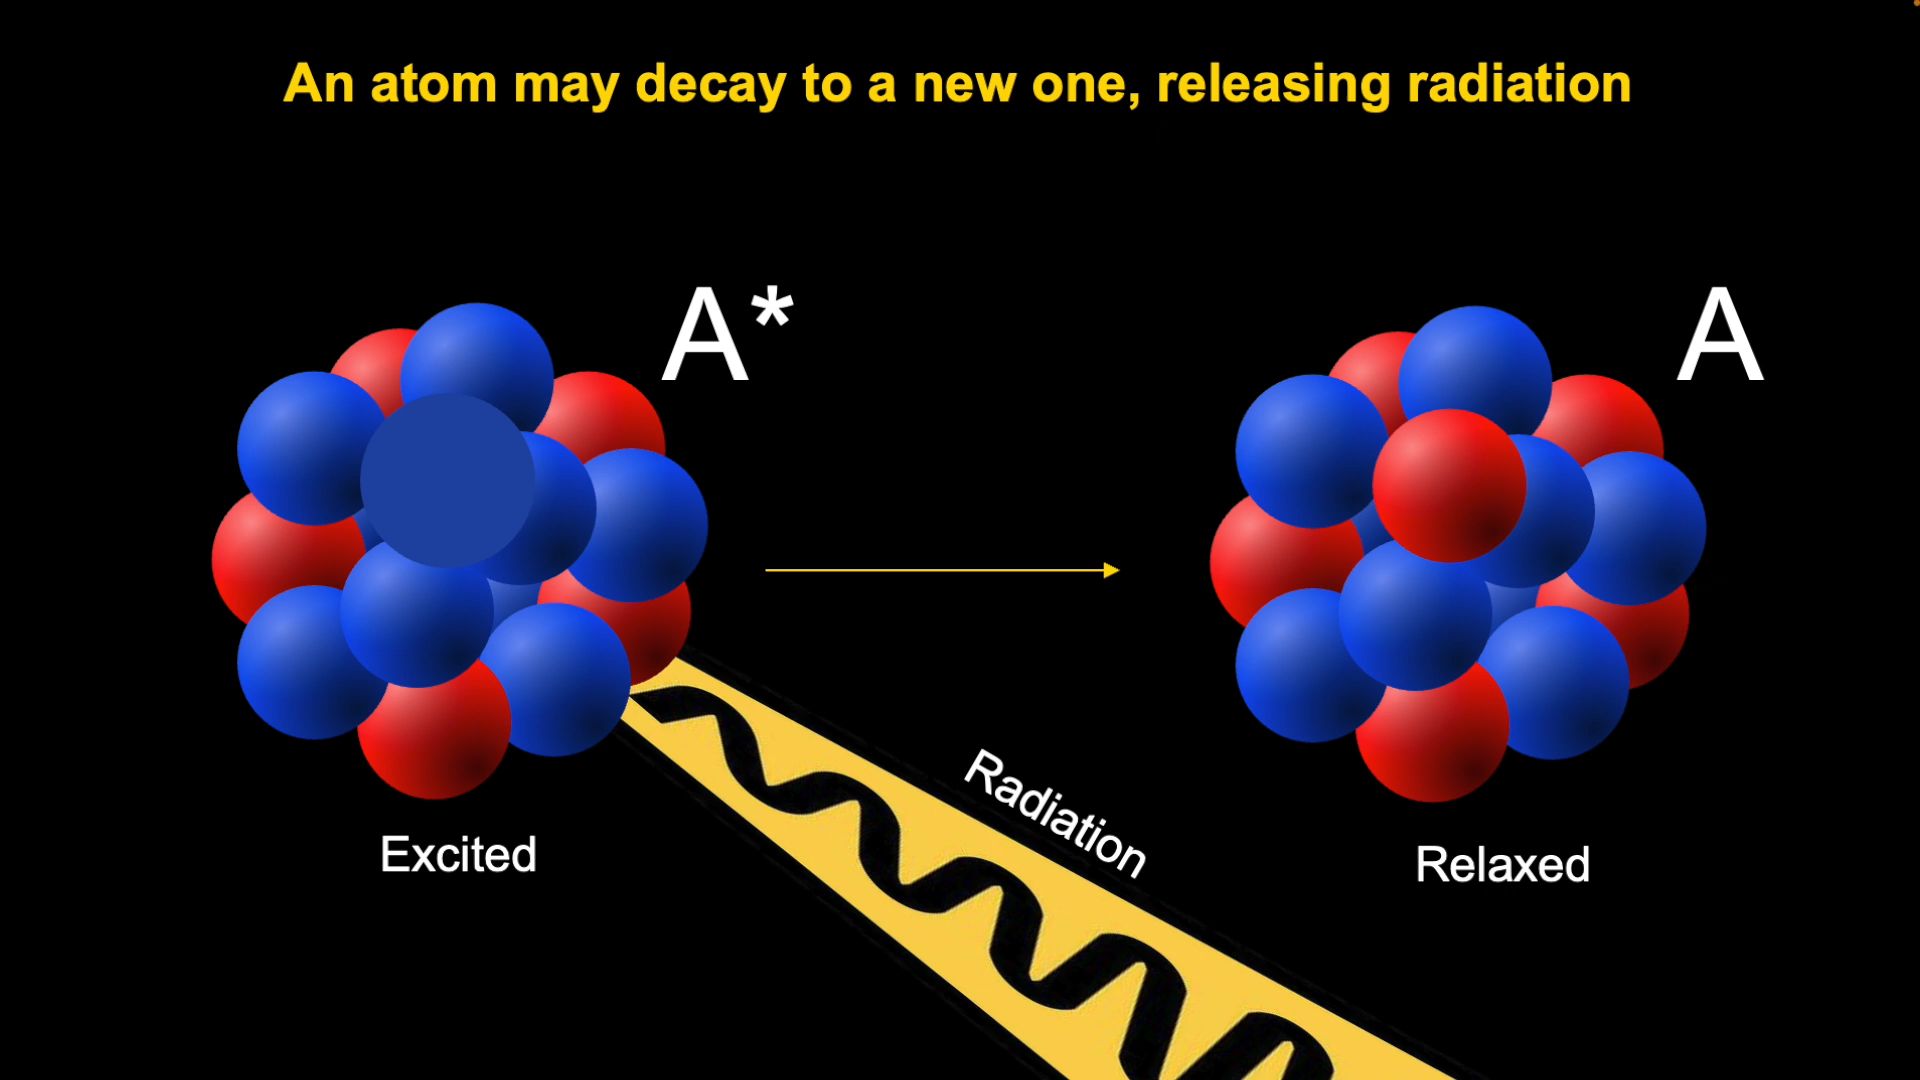 An atom may decay to a new one, releasing radiation
A*
A
Radiation
Excited
Relaxed